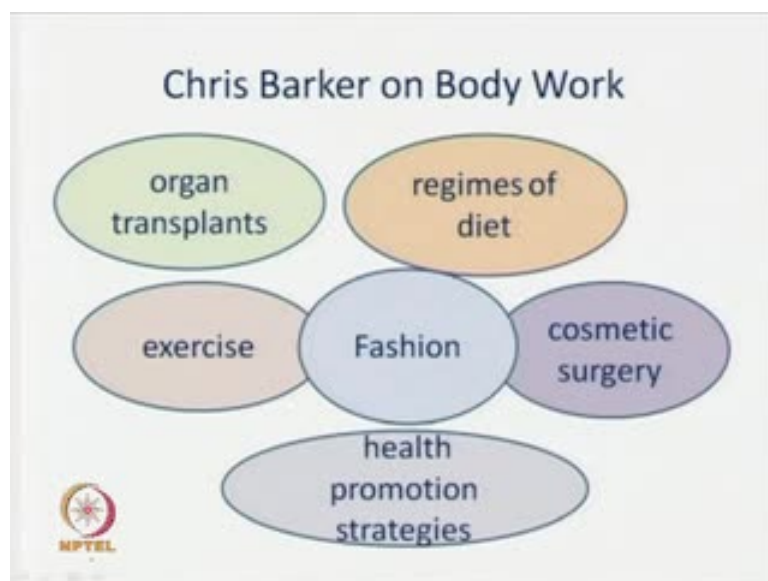 Chris Barker on Body Work
organ
transplants
regimes of
diet
exercise
Fashion
cosmetic
surgery
health
promotion
strategies
NPTEL